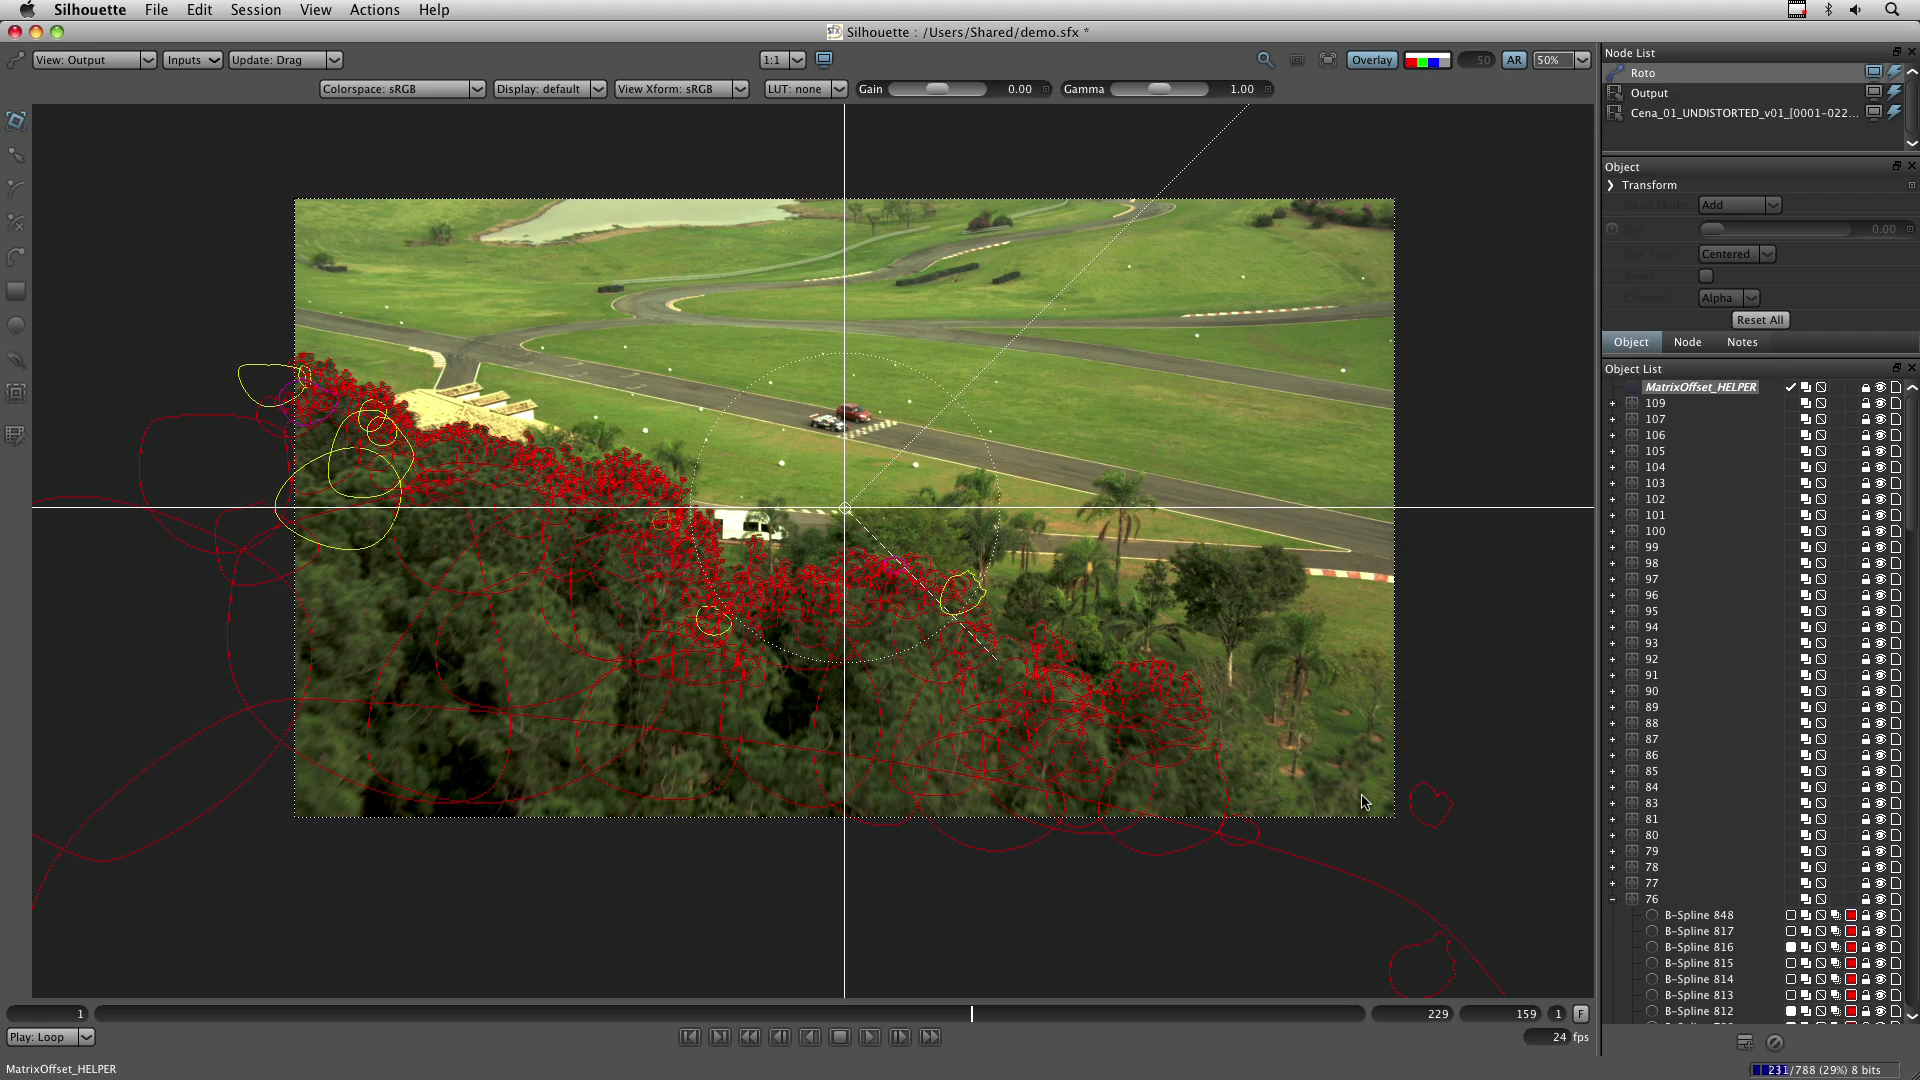 Silhouette File Edit Session View Actions Help
sfx Silhouette : /Users/Shared/demo.sfx *
View: Output Inputs Update: Drag 1:1 Overlay 50 AR 50%
Colorspace: sRGB Display: default View Xform: sRGB LUT: none Gain 0.00 Gamma 1.00
Node List
Roto
Output
Cena_01_UNDISTORTED_v01_[0001-022...
Object
Transform
Add
0.00
Centered
Invert
Channel Alpha
Reset All
Object Node Notes
Object List
MatrixOffset_HELPER
109
107
106
105
104
103
102
101
100
99
98
97
96
95
94
93
92
91
90
89
88
87
86
85
84
83
81
80
79
78
77
76
B-Spline 848
B-Spline 817
B-Spline 816
B-Spline 815
B-Spline 814
B-Spline 813
B-Spline 812
1 229 159 1 F
Play: Loop 24 fps
MatrixOffset_HELPER 231/788 (29%) 8 bits